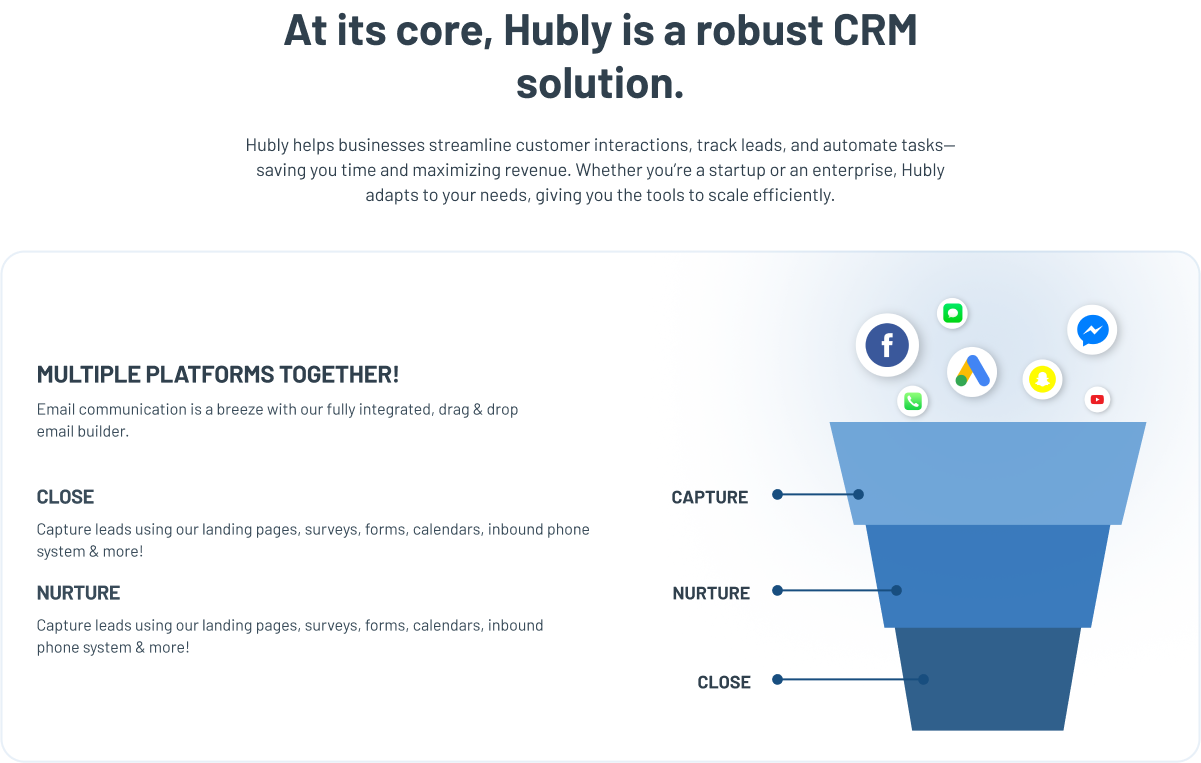 At its core, Hubly is a robust CRM
solution.
Hubly helps businesses streamline customer interactions, track leads, and automate tasks—
saving you time and maximizing revenue. Whether you're a startup or an enterprise, Hubly
adapts to your needs, giving you the tools to scale efficiently.
MULTIPLE PLATFORMS TOGETHER!
Email communication is a breeze with our fully integrated, drag & drop
email builder.
CLOSE
Capture leads using our landing pages, surveys, forms, calendars, inbound phone
system & more!
NURTURE
Capture leads using our landing pages, surveys, forms, calendars, inbound
phone system & more!
CAPTURE
NURTURE
CLOSE